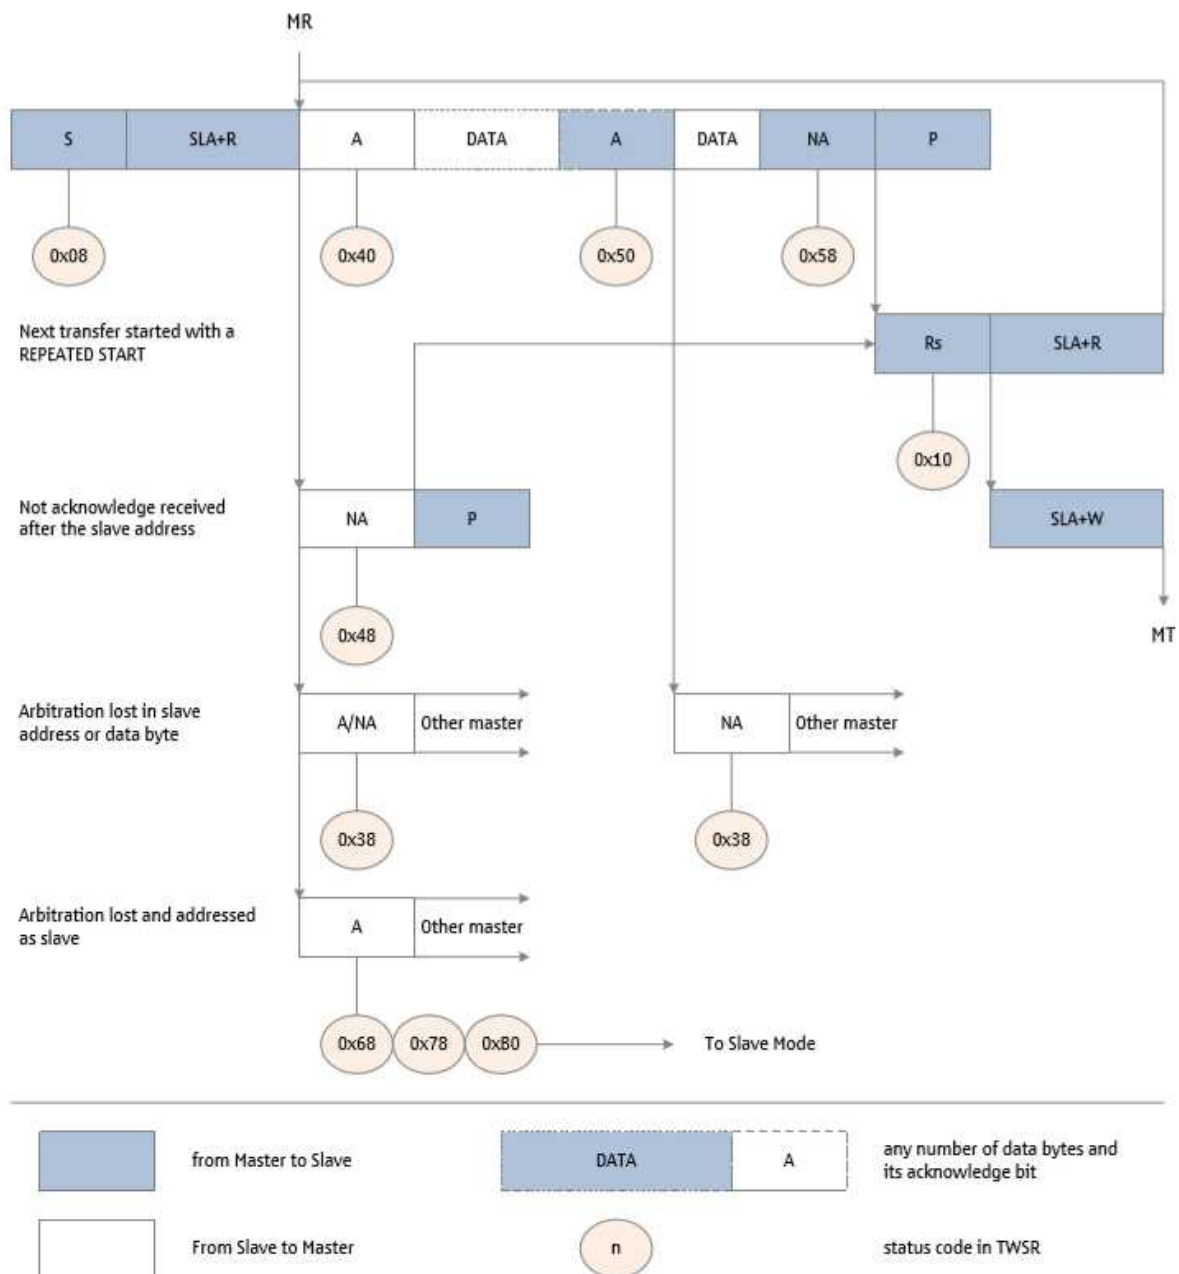 MR
S SLA+R A DATA A DATA NA P
0x08 0x40 0x50 0x58
Next transfer started with a
REPEATED START
Rs SLA+R
0x10
Not acknowledge received
after the slave address
NA P
SLA+W
0x48
MT
Arbitration lost in slave
address or data byte
A/NA Other master
NA Other master
0x38 0x38
Arbitration lost and addressed
as slave
A Other master
0x68 0x78 0xB0 To Slave Mode
from Master to Slave
DATA A
any number of data bytes and
its acknowledge bit
From Slave to Master
n
status code in TWSR